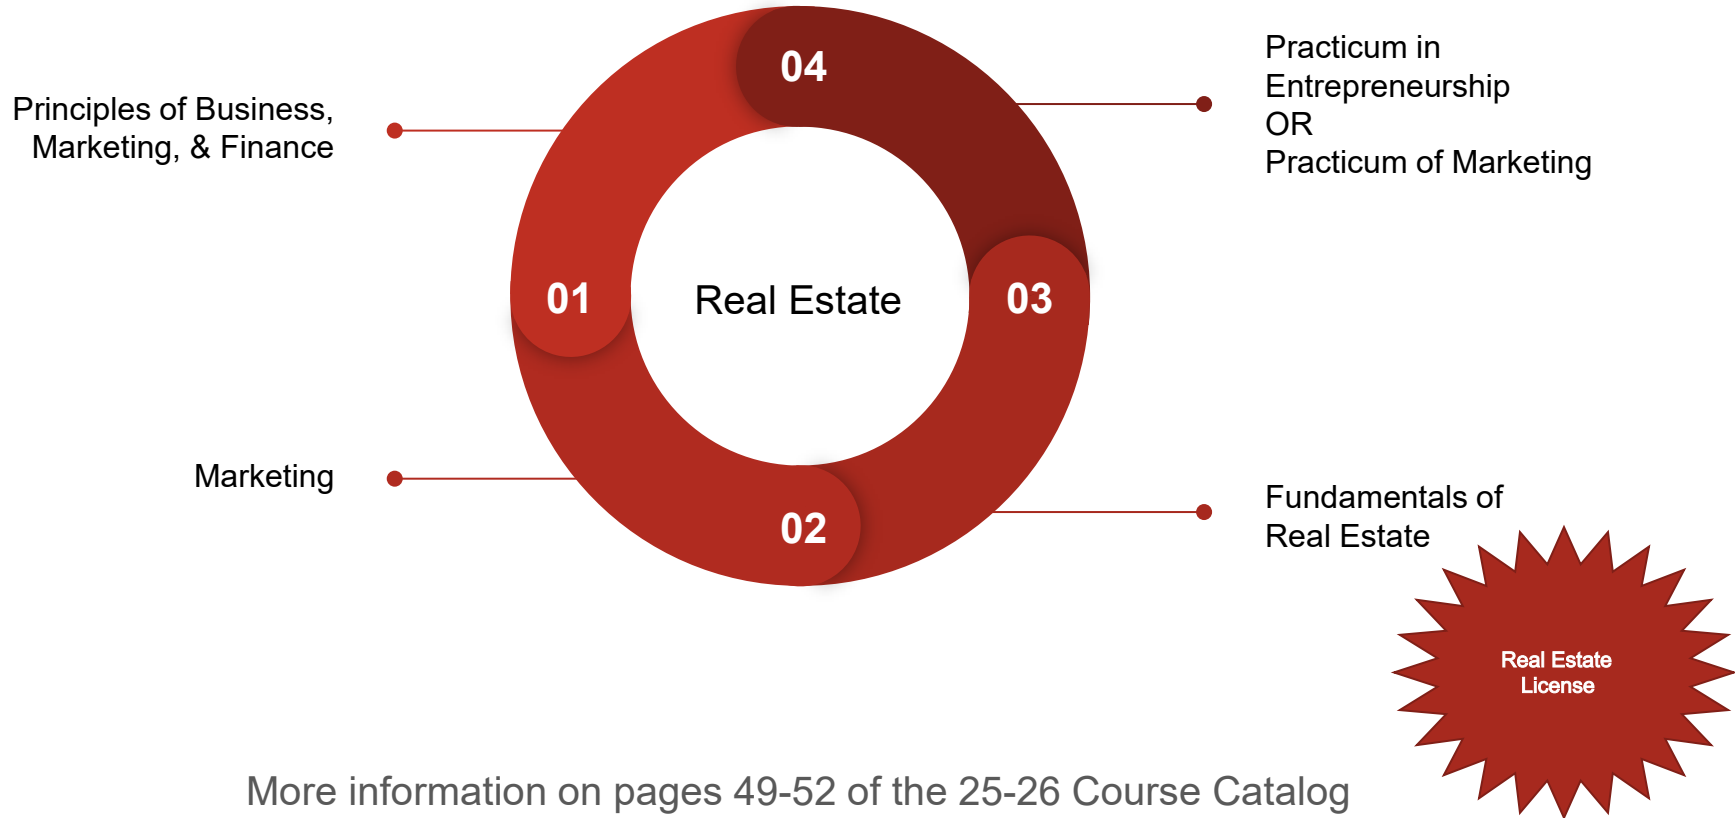 04
Practicum in
Entrepreneurship
OR
Practicum of Marketing
Principles of Business,
Marketing, & Finance
01
Real Estate
03
Marketing
02
Fundamentals of
Real Estate
Real Estate
License
More information on pages 49-52 of the 25-26 Course Catalog